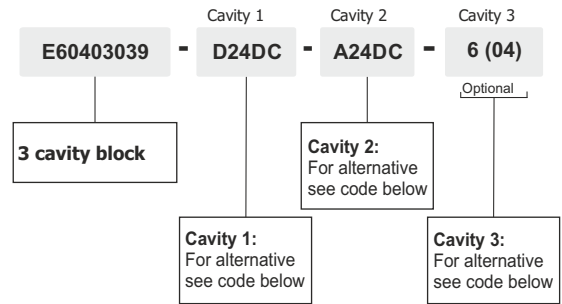 Cavity 1 Cavity 2 Cavity 3
E60403039 - D24DC - A24DC - 6 (04)
Optional
3 cavity block
Cavity 2:
For alternative
see code below
Cavity 1:
For alternative
see code below
Cavity 3:
For alternative
see code below